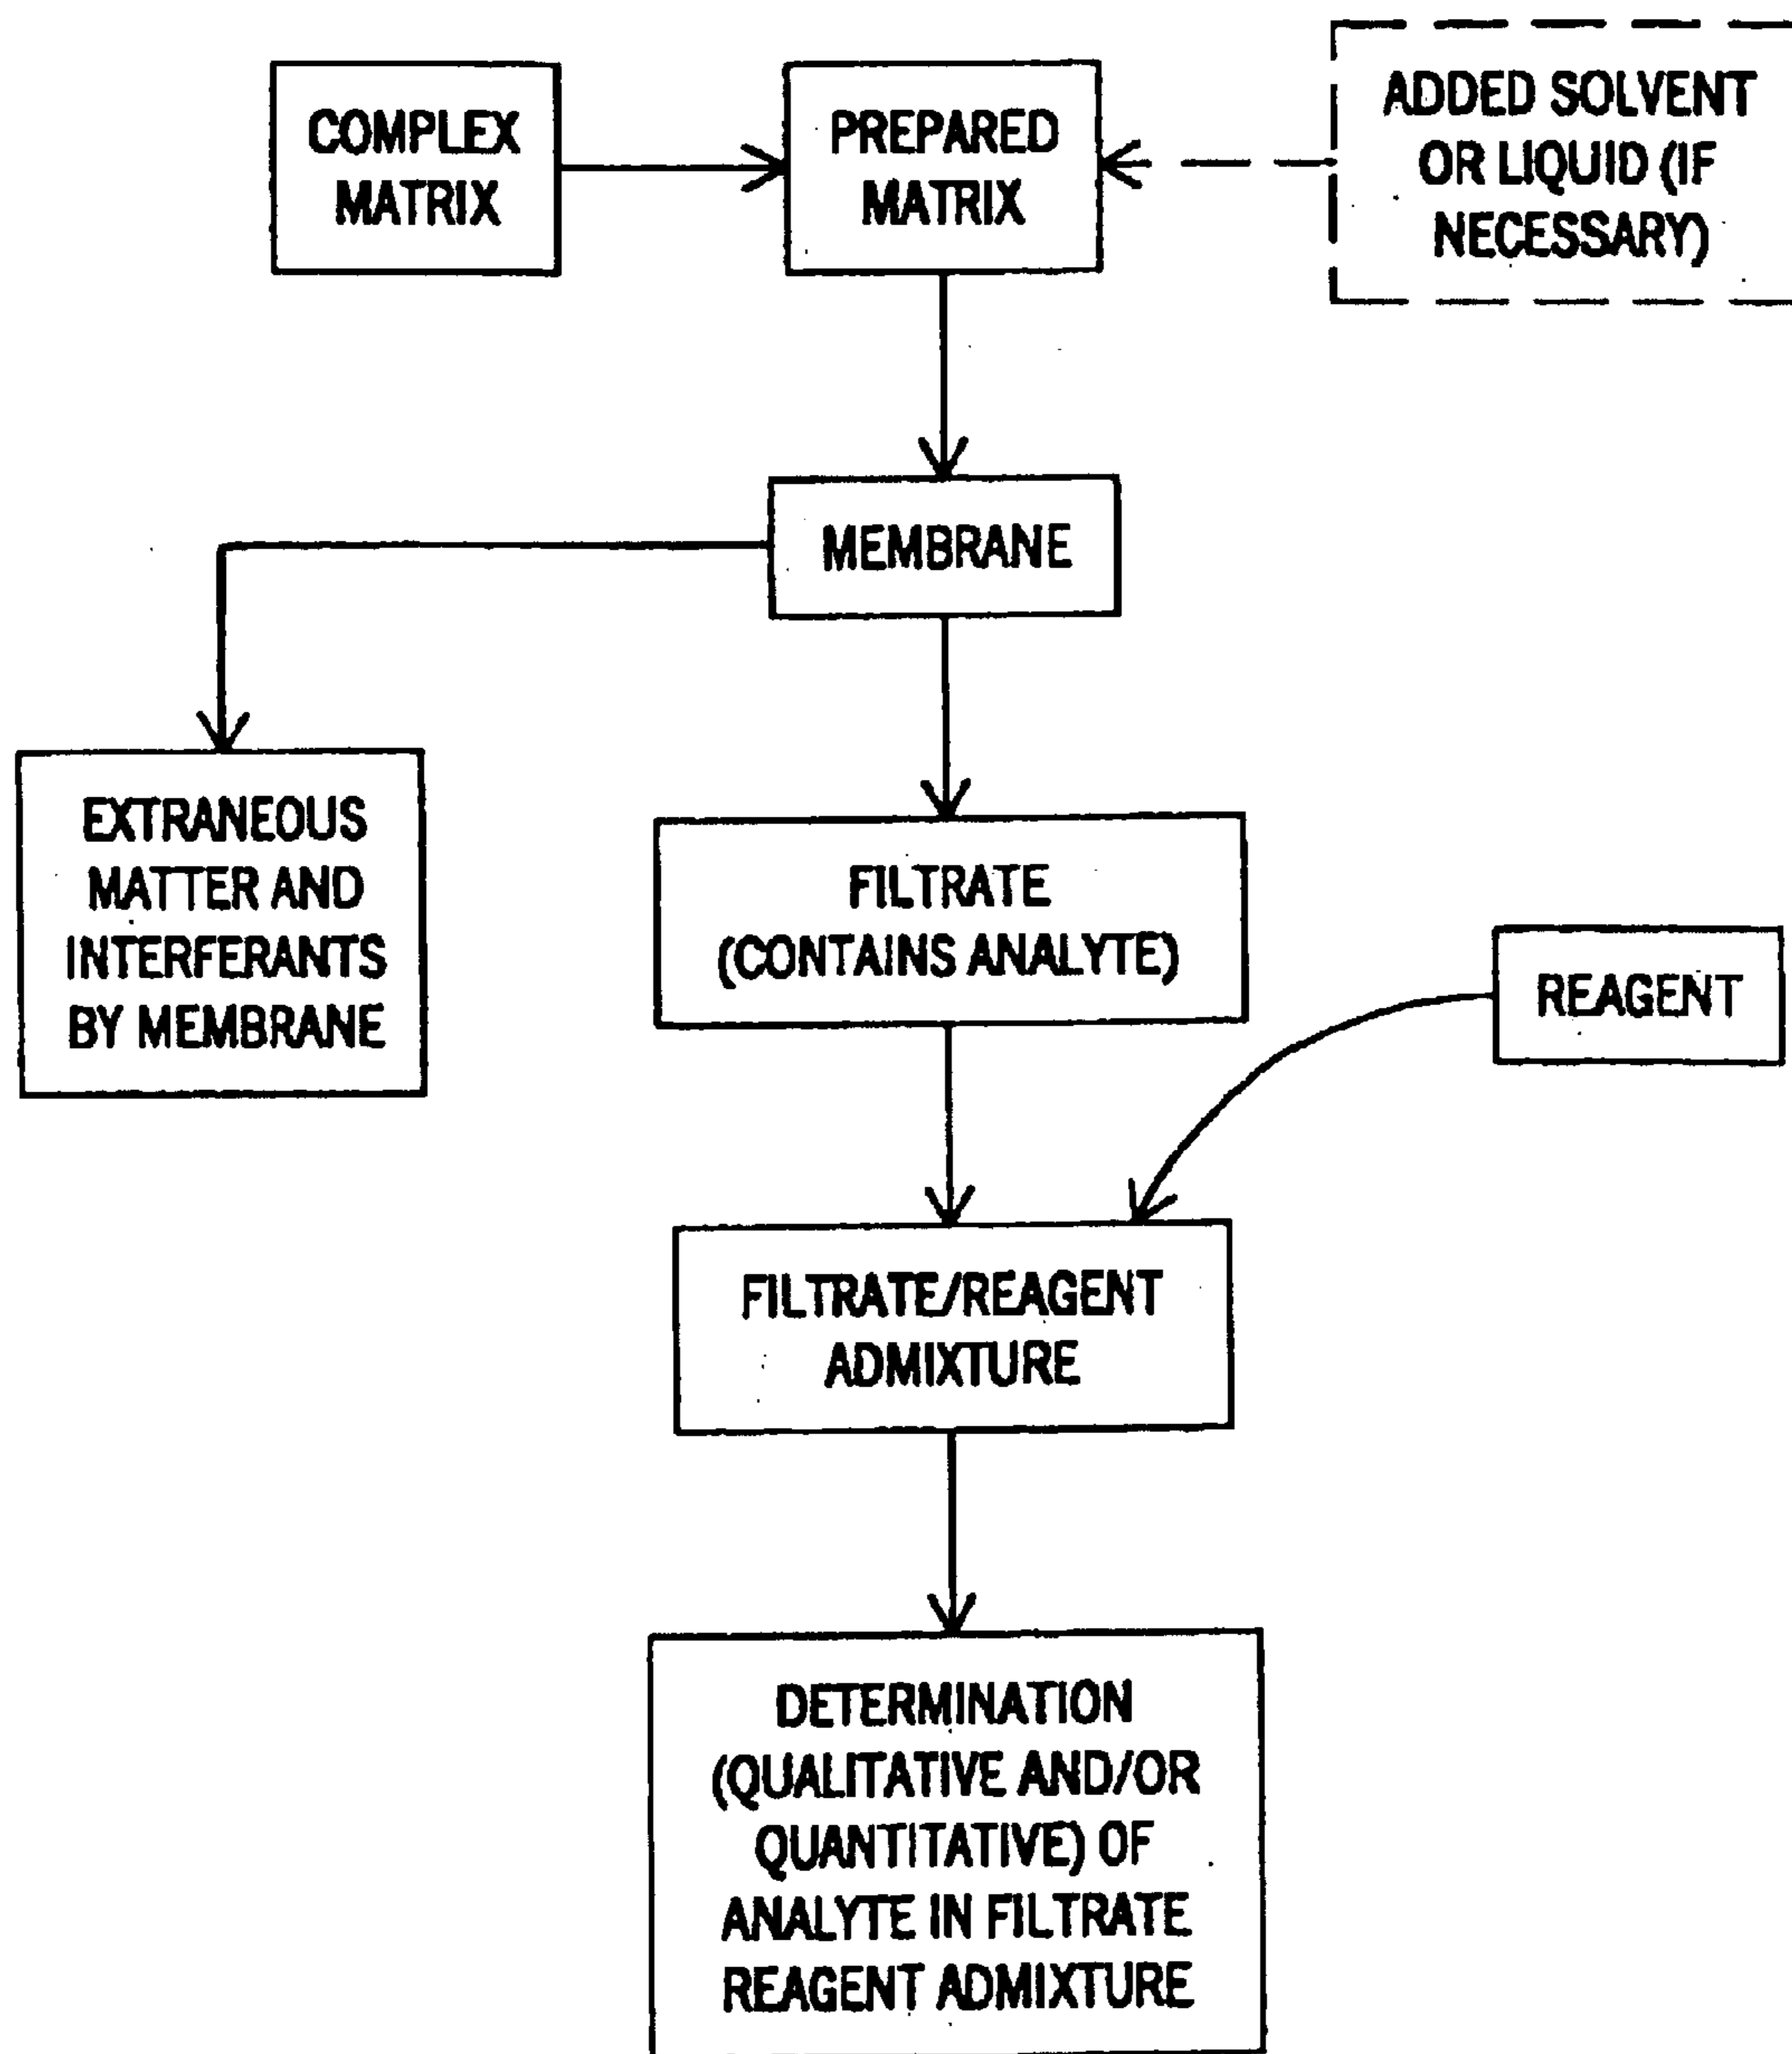 COMPLEX
MATRIX
PREPARED
MATRIX
ADDED SOLVENT
OR LIQUID (IF
NECESSARY)
MEMBRANE
EXTRANEOUS
MATTER AND
INTERFERANTS
BY MEMBRANE
FILTRATE
(CONTAINS ANALYTE)
REAGENT
FILTRATE/REAGENT
ADMIXTURE
DETERMINATION
(QUALITATIVE AND/OR
QUANTITATIVE) OF
ANALYTE IN FILTRATE
REAGENT ADMIXTURE